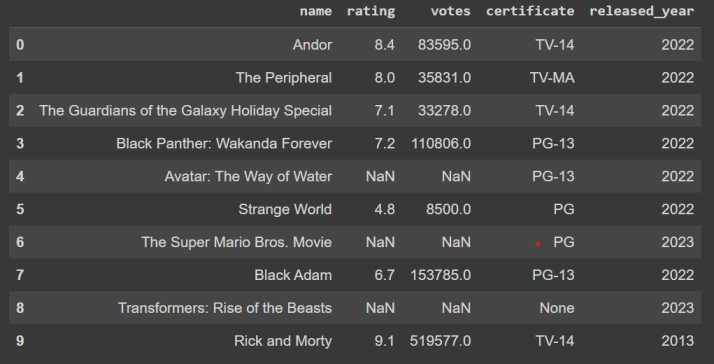 name rating votes certificate released_year
0 Andor 8.4 83595.0 TV-14 2022
1 The Peripheral 8.0 35831.0 TV-MA 2022
2 The Guardians of the Galaxy Holiday Special 7.1 33278.0 TV-14 2022
3 Black Panther: Wakanda Forever 7.2 110806.0 PG-13 2022
4 Avatar: The Way of Water NaN NaN PG-13 2022
5 Strange World 4.8 8500.0 PG 2022
6 The Super Mario Bros. Movie NaN NaN PG 2023
7 Black Adam 6.7 153785.0 PG-13 2022
8 Transformers: Rise of the Beasts NaN NaN None 2023
9 Rick and Morty 9.1 519577.0 TV-14 2013